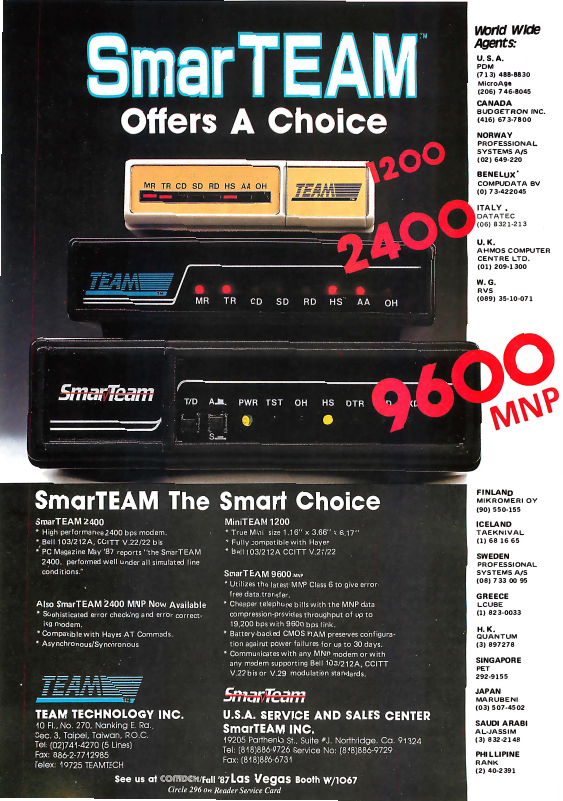 SmarTEAM™
Offers A Choice
1200
MR TR CD SD RD HS AA OH
TEAM
2400
TEAM
MR TR CD SD RD HS AA OH
9600
MNP
SmarTeam
T/D A PWR TST OH HS DTR
S
SmarTEAM The Smart Choice
SmarTEAM 2400
* High performance 2400 bps modem.
* Bell 103/212A, CCITT V.22/22 bis
* PC Magazine May '87 reports "the SmarTEAM
2400, performed well under all simulated line
conditions."
Also SmarTEAM 2400 MNP Now Available
* Sophisticated error checking and error correct-
ing modem.
* Compatible with Hayes AT Commads.
* Asynchronous/Syncoronous
MiniTEAM 1200
* True Mini size 1.16" x 3.66" x 6.17"
* Fully compatible with Hayer
* Bell 103/212A CCITT V.21/22
SmarTEAM 9600 MNP
* Utilizes the latest MNP Class 6 to give error-
free data transfer.
* Cheaper telephone bills with the MNP data
compression-provides throughput of up to
19,200 bps with 9600 bps link.
* Battery-backed CMOS RAM preserves configura-
tion against power failures for up to 30 days.
* Communicates with any MNP modem or with
any modem supporting Bell 103/212A, CCITT
V.22 bis or V.29 modulation standards.
TEAM
TEAM TECHNOLOGY INC.
10 Fl., No. 270, Nanking E. Rd.
Sec. 3, Taipei, Taiwan, R.O.C.
Tel: (02)741-4270 (5 Lines)
Fax: 886-2-7712985
Telex: 19725 TEAMTECH
SmarTeam
U.S.A. SERVICE AND SALES CENTER
SmarTEAM INC.
19205 Parthenia St., Suite #J. Northridge, Ca. 91324
Tel: (818)886-9726 Service No: (818)886-9729
Fax: (818)886-6731
See us at COMDEX/Fall '87 Las Vegas Booth W/1067
Circle 296 on Reader Service Card
World Wide
Agents:
U.S.A.
PDM
(713) 488-8830
MicroAge
(206) 746-8045
CANADA
BUDGETRON INC.
(416) 673-7800
NORWAY
PROFESSIONAL
SYSTEMS A/S
(02) 649-220
BENELUX
COMPUDATA BV
(0) 73-422045
ITALY
DATATEC
(06) 8321-213
U.K.
AHMOS COMPUTER
CENTRE LTD.
(01) 209-1300
W.G.
RVS
(089) 35-10-071
FINLAND
MIKROMERI OY
(90) 550-155
ICELAND
TAEKNIVAL
(1) 68 16 65
SWEDEN
PROFESSIONAL
SYSTEMS A/S
(08) 733 00 95
GREECE
LCUBE
(1) 823-0033
H.K.
QUANTUM
(3) 897278
SINGAPORE
PET
292-9155
JAPAN
MARUBENI
(03) 507-4502
SAUDI ARABI
AL-JASSIM
(3) 832-2148
PHILLIPINE
RANK
(2) 40-2391